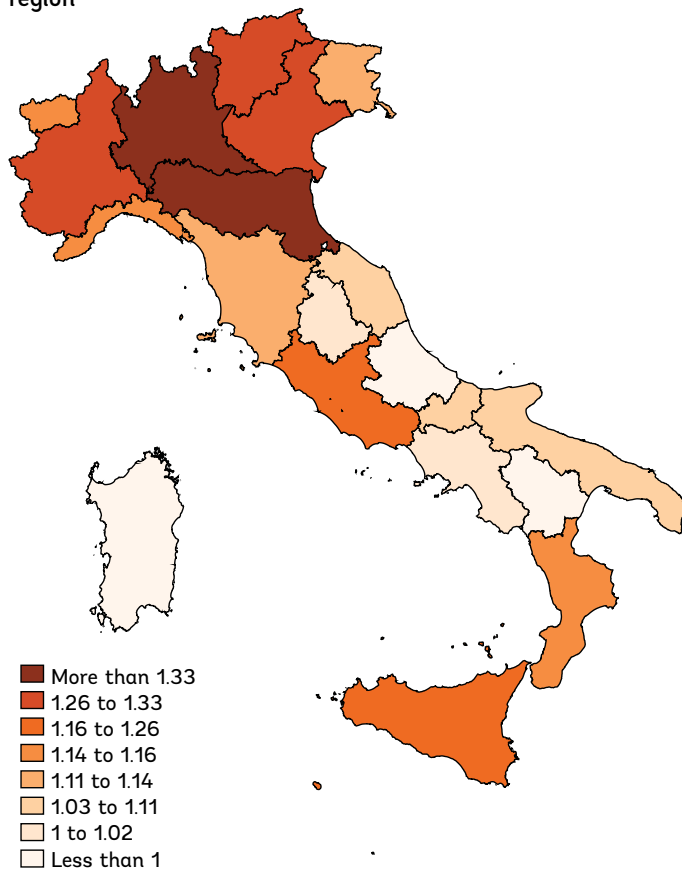 region
More than 1.33
1.26 to 1.33
1.16 to 1.26
1.14 to 1.16
1.11 to 1.14
1.03 to 1.11
1 to 1.02
Less than 1